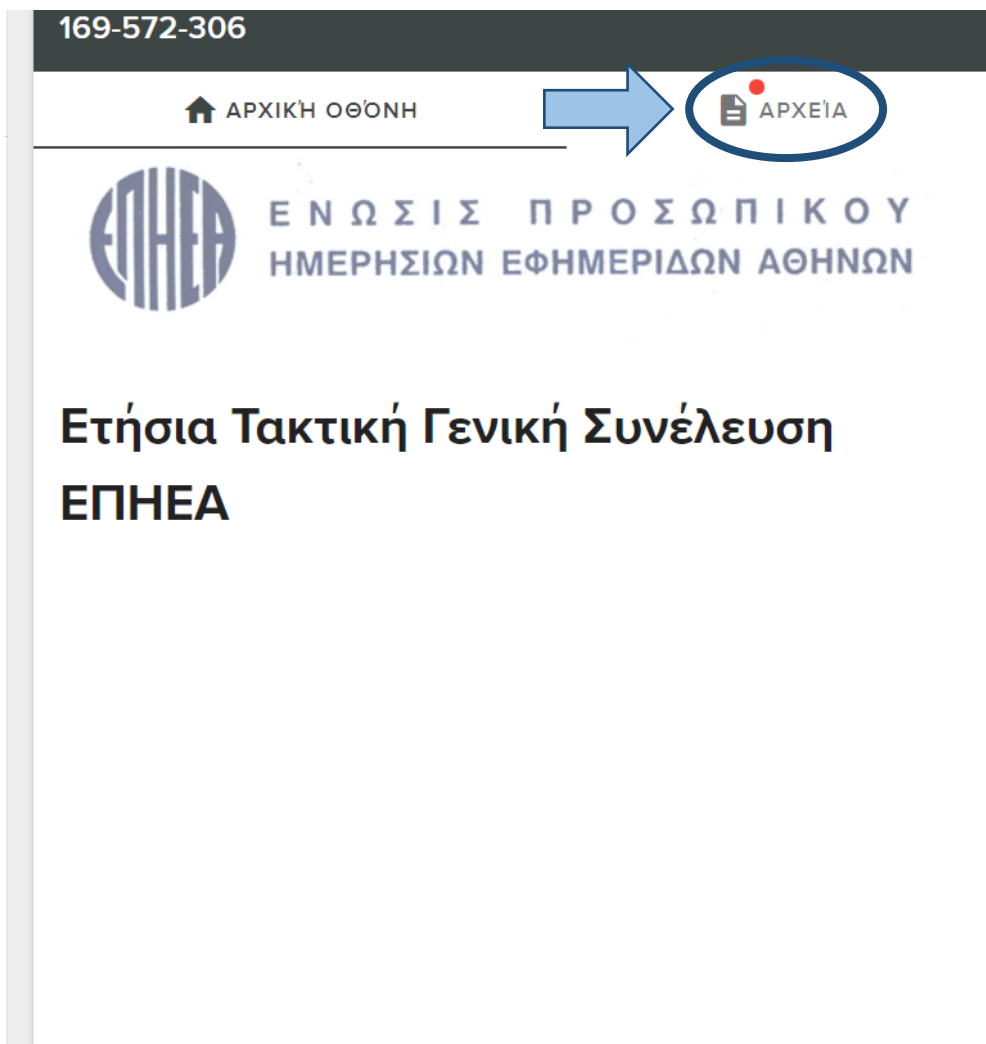 169-572-306
ΑΡΧΙΚΉ ΟΘΌΝΗ ΑΡΧΕΊΑ
ΕΠΗΕΑ ΕΝΩΣΙΣ ΠΡΟΣΩΠΙΚΟΥ
ΗΜΕΡΗΣΙΩΝ ΕΦΗΜΕΡΙΔΩΝ ΑΘΗΝΩΝ
Ετήσια Τακτική Γενική Συνέλευση
ΕΠΗΕΑ